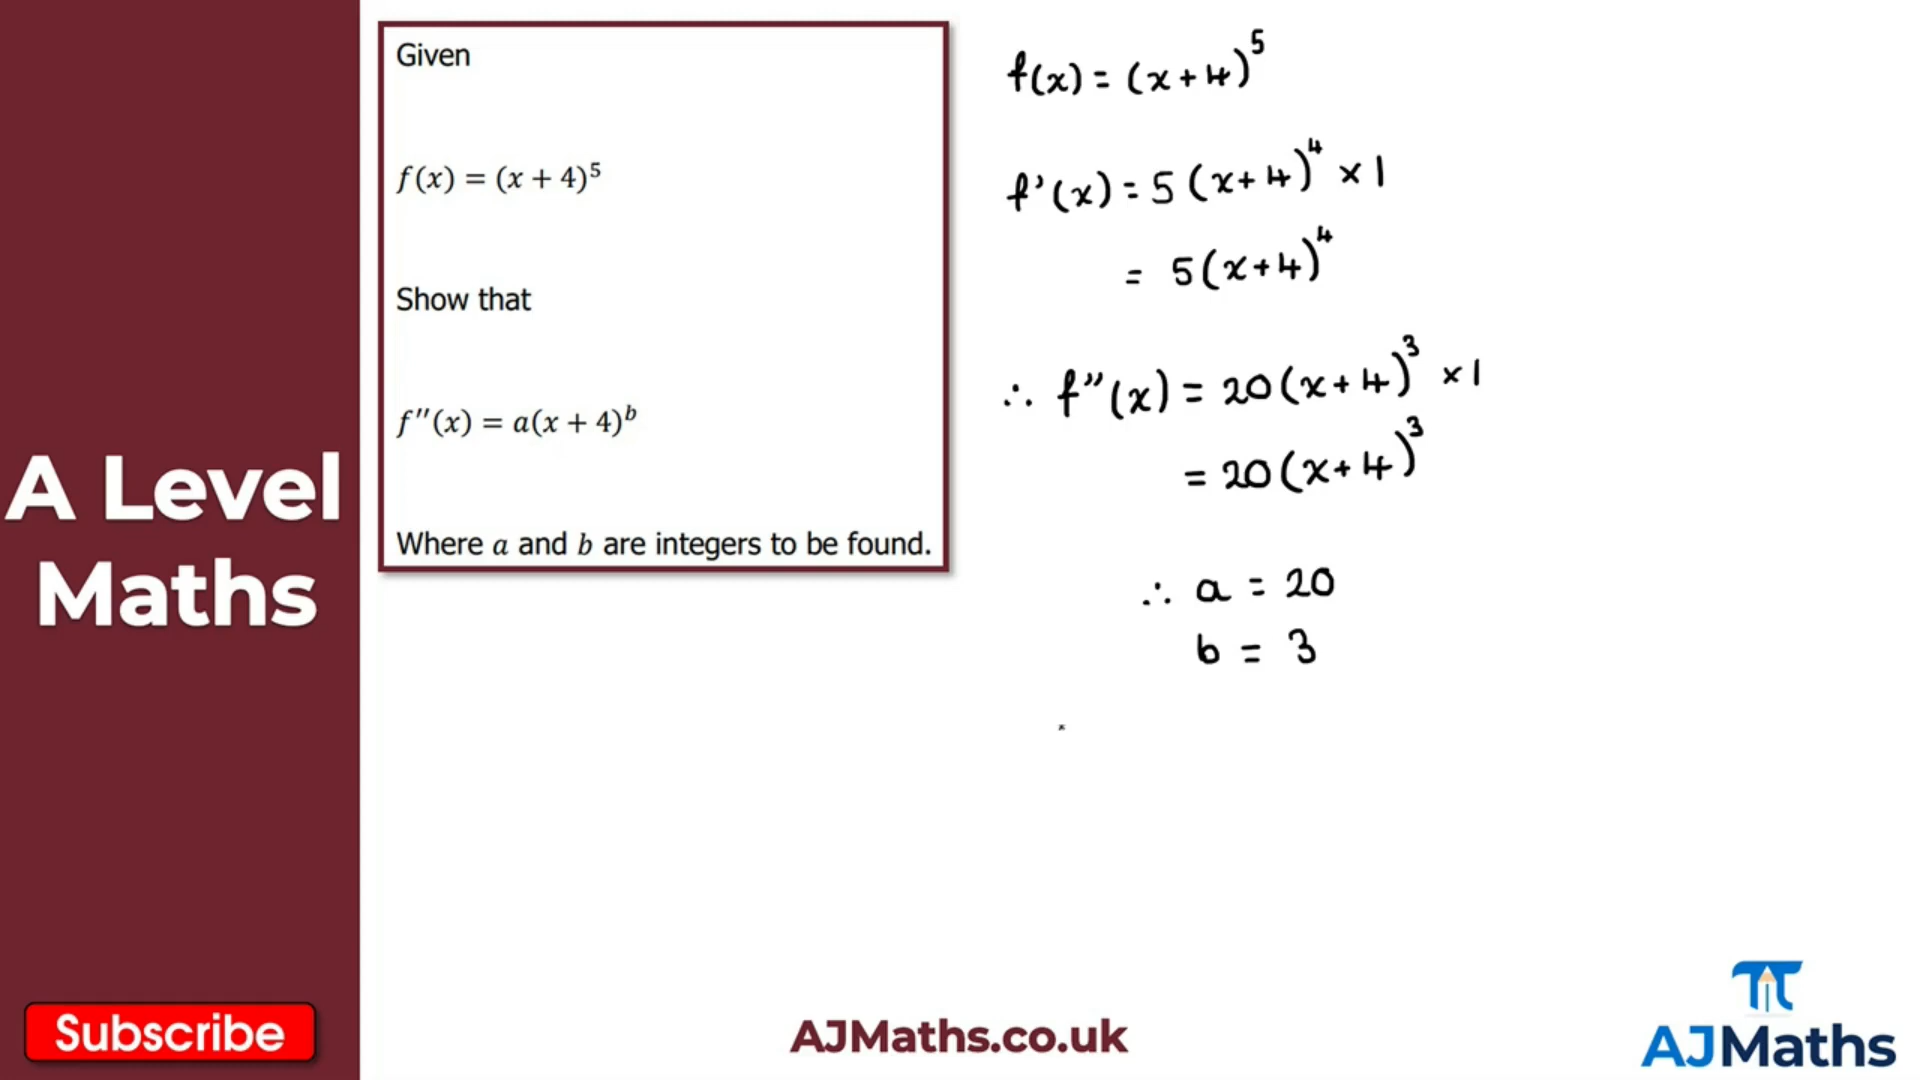 A Level
Maths
Subscribe
Given
f(x) = (x + 4)⁵
Show that
f″(x) = a(x + 4)ᵇ
Where a and b are integers to be found.
f(x) = (x+4)⁵
f'(x) = 5(x+4)⁴ × 1
= 5(x+4)⁴
∴ f''(x) = 20(x+4)³ × 1
= 20(x+4)³
∴ a = 20
b = 3
AJMaths.co.uk
AJMaths